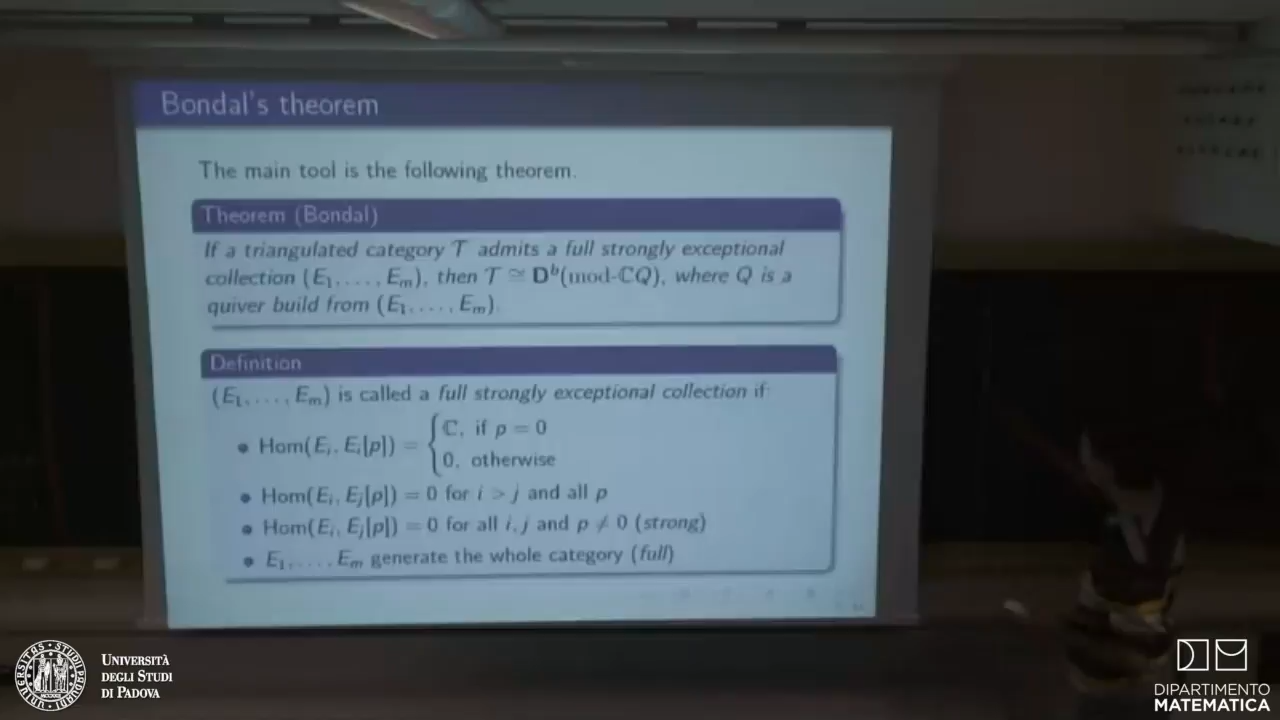 Bondal's theorem
The main tool is the following theorem.
Theorem (Bondal)
If a triangulated category T admits a full strongly exceptional
collection (E₁, . . . , Eₘ), then T ≅ Dᵇ(mod-ℂQ), where Q is a
quiver build from (E₁, . . . , Eₘ).
Definition
(E₁, . . . , Eₘ) is called a full strongly exceptional collection if:
• Hom(Eᵢ, Eᵢ[p]) = { ℂ, if p = 0
0, otherwise
• Hom(Eᵢ, Eⱼ[p]) = 0 for i > j and all p
• Hom(Eᵢ, Eⱼ[p]) = 0 for all i, j and p ≠ 0 (strong)
• E₁, . . . , Eₘ generate the whole category (full)
UNIVERSITÀ
DEGLI STUDI
DI PADOVA
DIPARTIMENTO
MATEMATICA